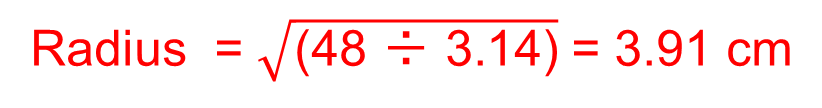 Radius = √(48 ÷ 3.14) = 3.91 cm